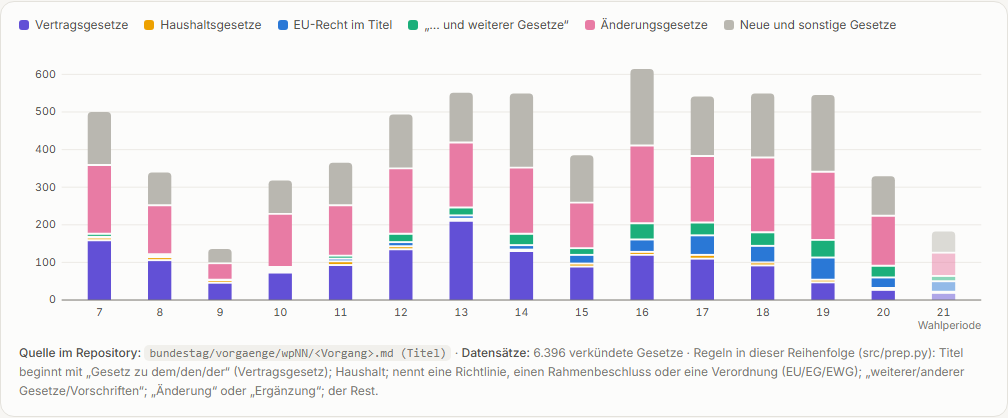 Vertragsgesetze Haushaltsgesetze EU-Recht im Titel „… und weiterer Gesetze“ Änderungsgesetze Neue und sonstige Gesetze
600
500
400
300
200
100
0
7 8 9 10 11 12 13 14 15 16 17 18 19 20 21
Wahlperiode
Quelle im Repository: bundestag/vorgaenge/wpNN/<Vorgang>.md (Titel) · Datensätze: 6.396 verkündete Gesetze · Regeln in dieser Reihenfolge (src/prep.py): Titel
beginnt mit „Gesetz zu dem/den/der“ (Vertragsgesetz); Haushalt; nennt eine Richtlinie, einen Rahmenbeschluss oder eine Verordnung (EU/EG/EWG); „weiterer/anderer
Gesetze/Vorschriften“; „Änderung“ oder „Ergänzung“; der Rest.